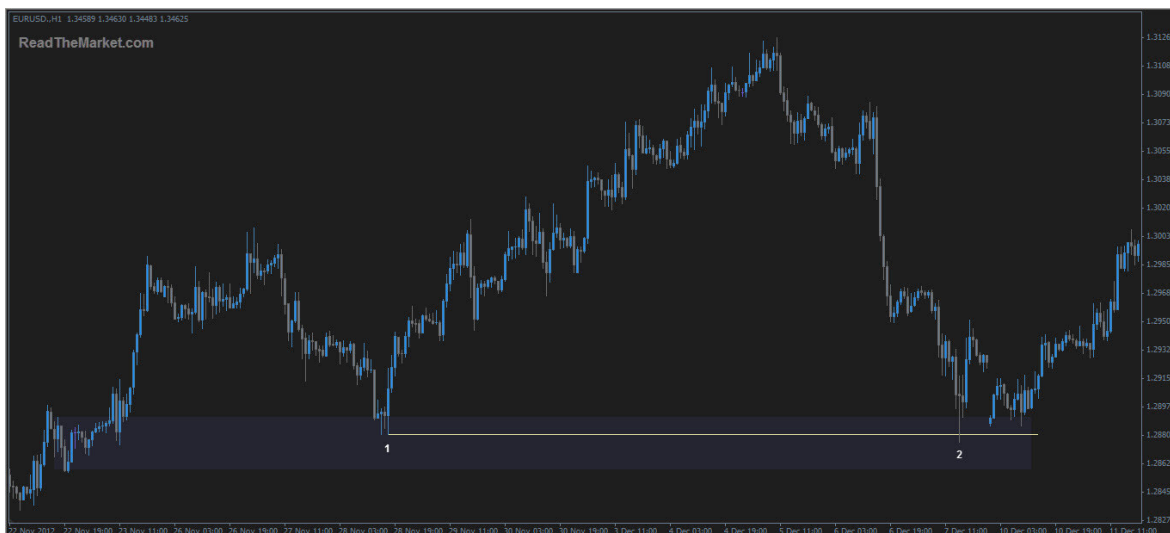 EURUSD.,H1 1.34589 1.34630 1.34483 1.34625
ReadTheMarket.com
1.3126
1.3108
1.3090
1.3073
1.3055
1.3038
1.3020
1.3003
1.2985
1.2968
1.2950
1.2932
1.2915
1.2897
1.2880
1.2862
1.2845
1.2827
1
2
22 Nov 2012
22 Nov 19:00
23 Nov 11:00
26 Nov 03:00
26 Nov 19:00
27 Nov 11:00
28 Nov 03:00
28 Nov 19:00
29 Nov 11:00
30 Nov 03:00
30 Nov 19:00
3 Dec 11:00
4 Dec 03:00
4 Dec 19:00
5 Dec 11:00
6 Dec 03:00
6 Dec 19:00
7 Dec 11:00
10 Dec 03:00
10 Dec 19:00
11 Dec 11:00